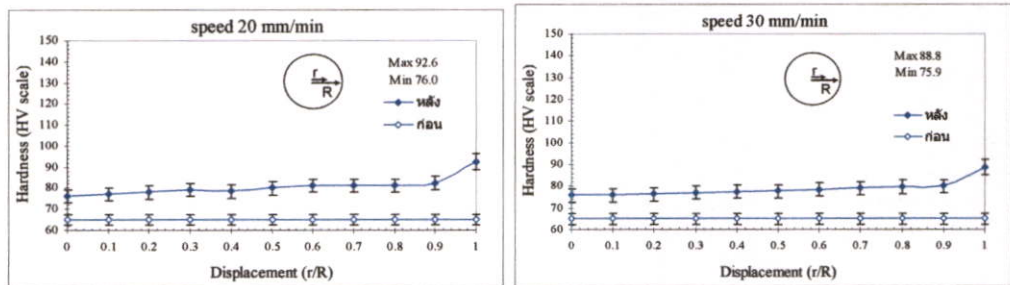 speed 20 mm/min
150
140
130
120
110
100
90
80
70
60
Hardness (HV scale)
r
R
Max 92.6
Min 76.0
หลัง
ก่อน
0 0.1 0.2 0.3 0.4 0.5 0.6 0.7 0.8 0.9 1
Displacement (r/R)
speed 30 mm/min
150
140
130
120
110
100
90
80
70
60
Hardness (HV scale)
r
R
Max 88.8
Min 75.9
หลัง
ก่อน
0 0.1 0.2 0.3 0.4 0.5 0.6 0.7 0.8 0.9 1
Displacement (r/R)